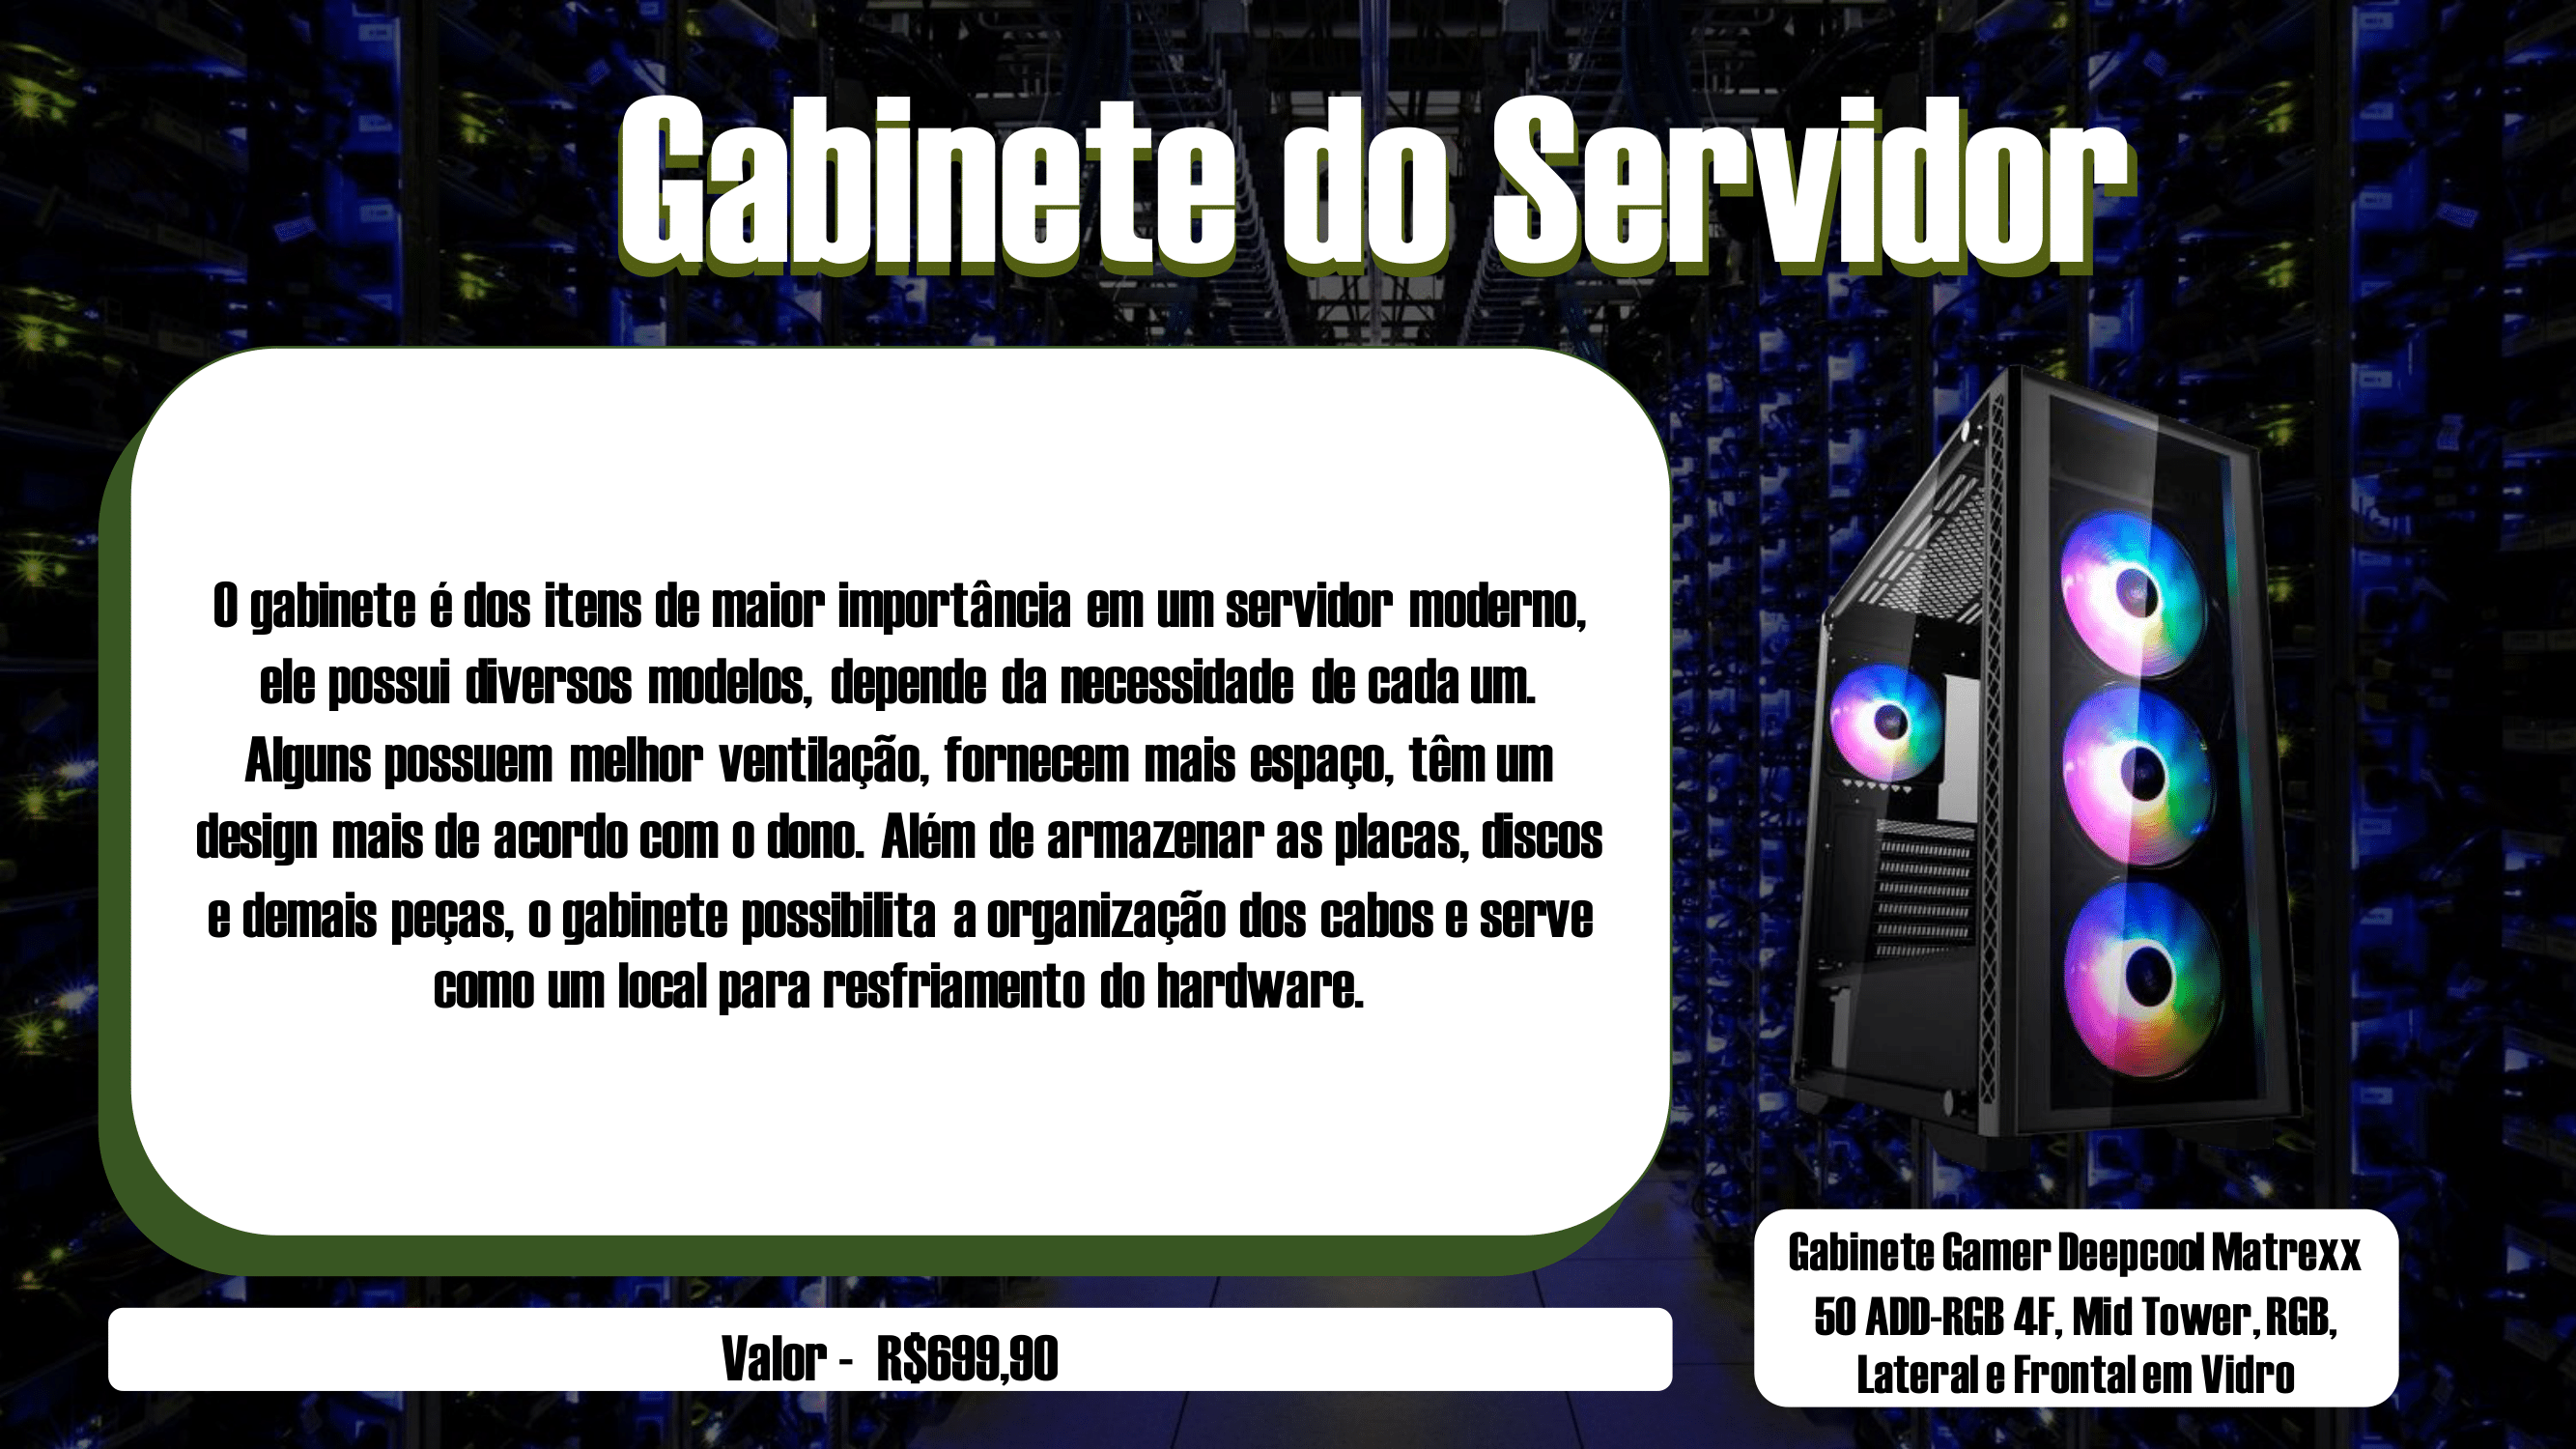 Gabinete do Servidor
O gabinete é dos itens de maior importância em um servidor moderno,
ele possui diversos modelos, depende da necessidade de cada um.
Alguns possuem melhor ventilação, fornecem mais espaço, têm um
design mais de acordo com o dono. Além de armazenar as placas, discos
e demais peças, o gabinete possibilita a organização dos cabos e serve
como um local para resfriamento do hardware.
Valor - R$699,90
Gabinete Gamer Deepcool Matrexx
50 ADD-RGB 4F, Mid Tower, RGB,
Lateral e Frontal em Vidro